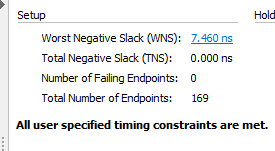 Setup
Hold
Worst Negative Slack (WNS): 7.460 ns
Total Negative Slack (TNS): 0.000 ns
Number of Failing Endpoints: 0
Total Number of Endpoints: 169
All user specified timing constraints are met.